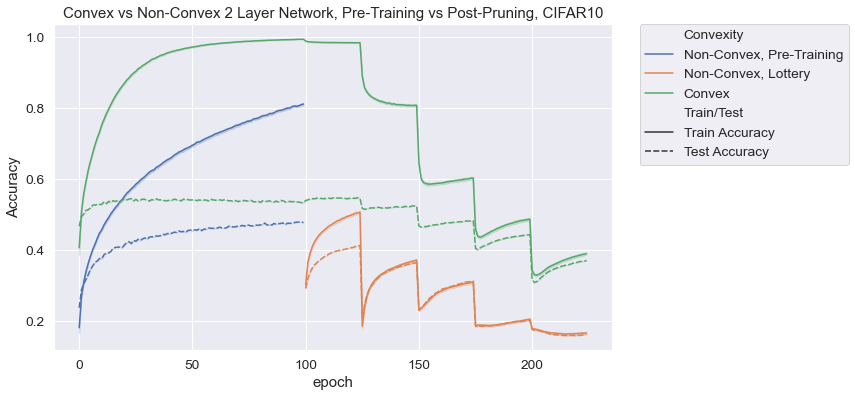 Convex vs Non-Convex 2 Layer Network, Pre-Training vs Post-Pruning, CIFAR10
Convexity
Non-Convex, Pre-Training
Non-Convex, Lottery
Convex
Train/Test
Train Accuracy
Test Accuracy
Accuracy
1.0
0.8
0.6
0.4
0.2
0
50
100
150
200
epoch